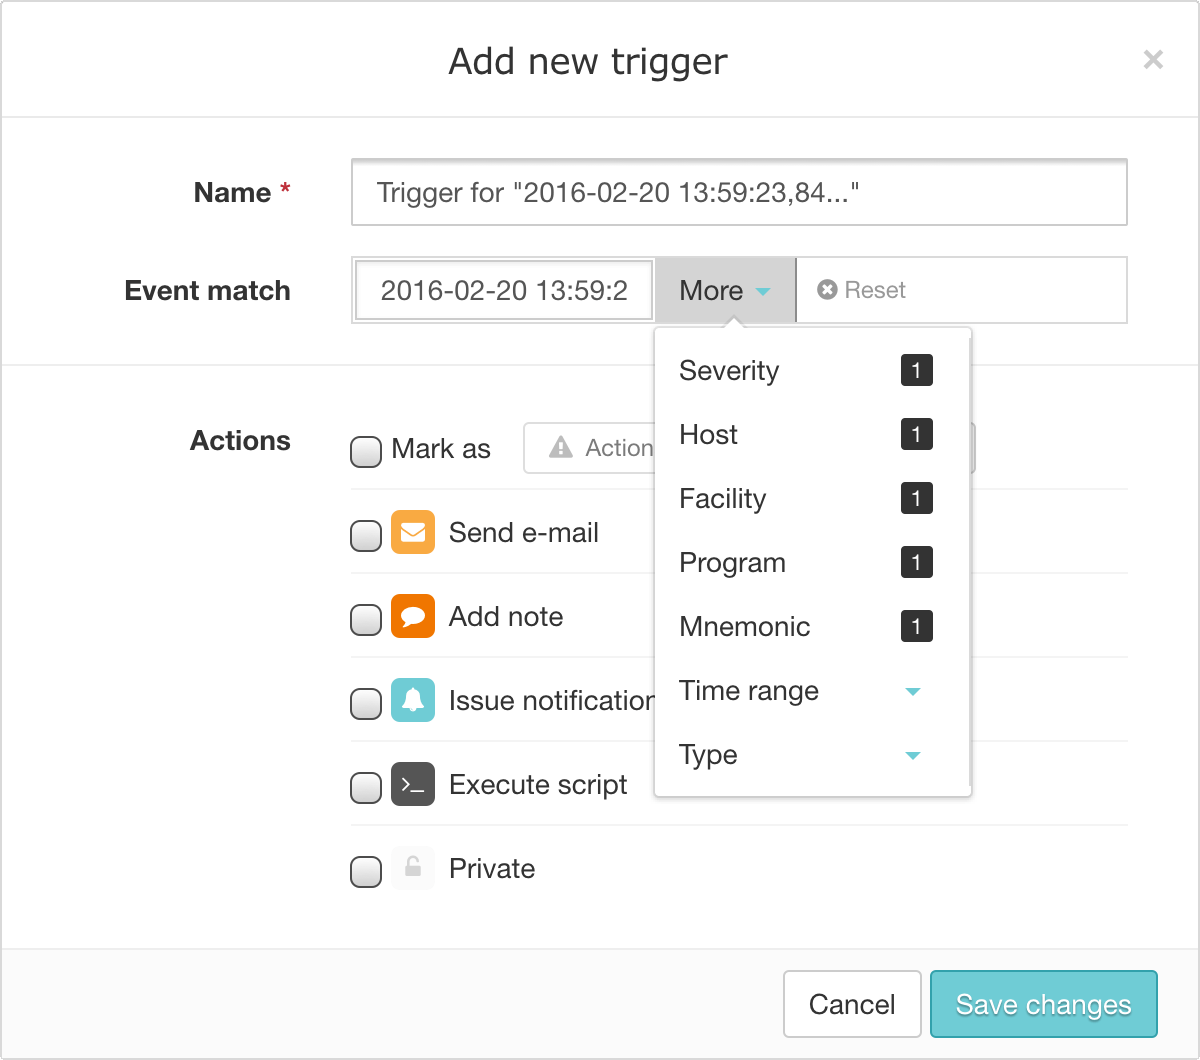 Add new trigger
×
Name *
Trigger for "2016-02-20 13:59:23,84..."
Event match
2016-02-20 13:59:2
More
Reset
Severity 1
Host 1
Facility 1
Program 1
Mnemonic 1
Time range
Type
Actions
Mark as
Action
Send e-mail
Add note
Issue notification
Execute script
Private
Cancel
Save changes